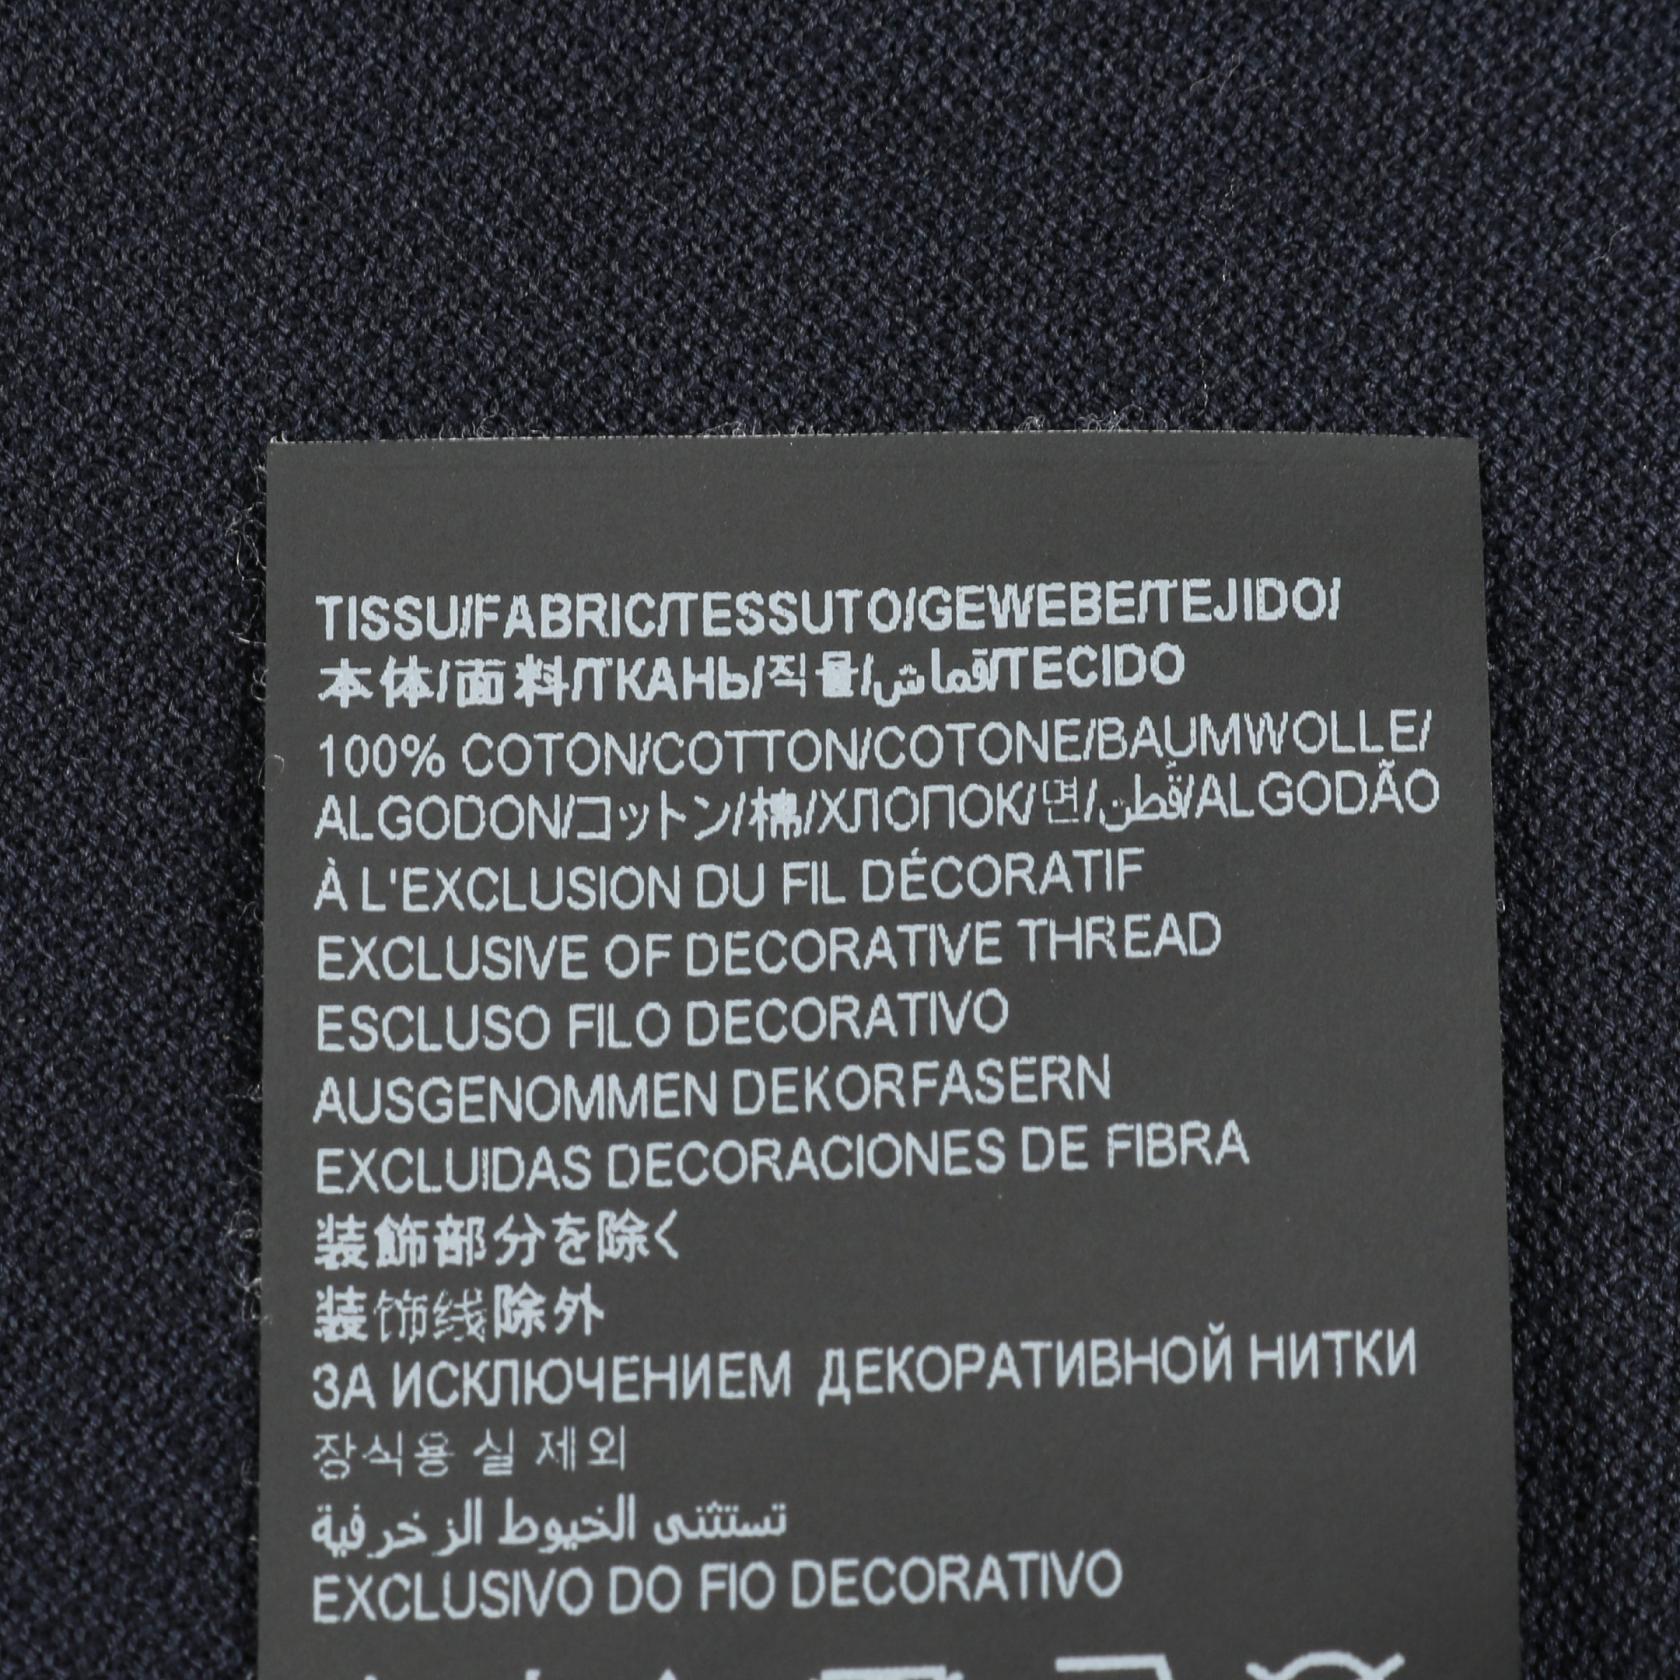 TISSU/FABRIC/TESSUTO/GEWEBE/TEJIDO/
本体/面料/ТКАНЬ/직물/قماش/TECIDO
100% COTON/COTTON/COTONE/BAUMWOLLE/
ALGODON/コットン/棉/ХЛОПОК/면/قطن/ALGODÃO
À L'EXCLUSION DU FIL DÉCORATIF
EXCLUSIVE OF DECORATIVE THREAD
ESCLUSO FILO DECORATIVO
AUSGENOMMEN DEKORFASERN
EXCLUIDAS DECORACIONES DE FIBRA
装飾部分を除く
装饰线除外
ЗА ИСКЛЮЧЕНИЕМ ДЕКОРАТИВНОЙ НИТКИ
장식용 실 제외
تستثنى الخيوط الزخرفية
EXCLUSIVO DO FIO DECORATIVO